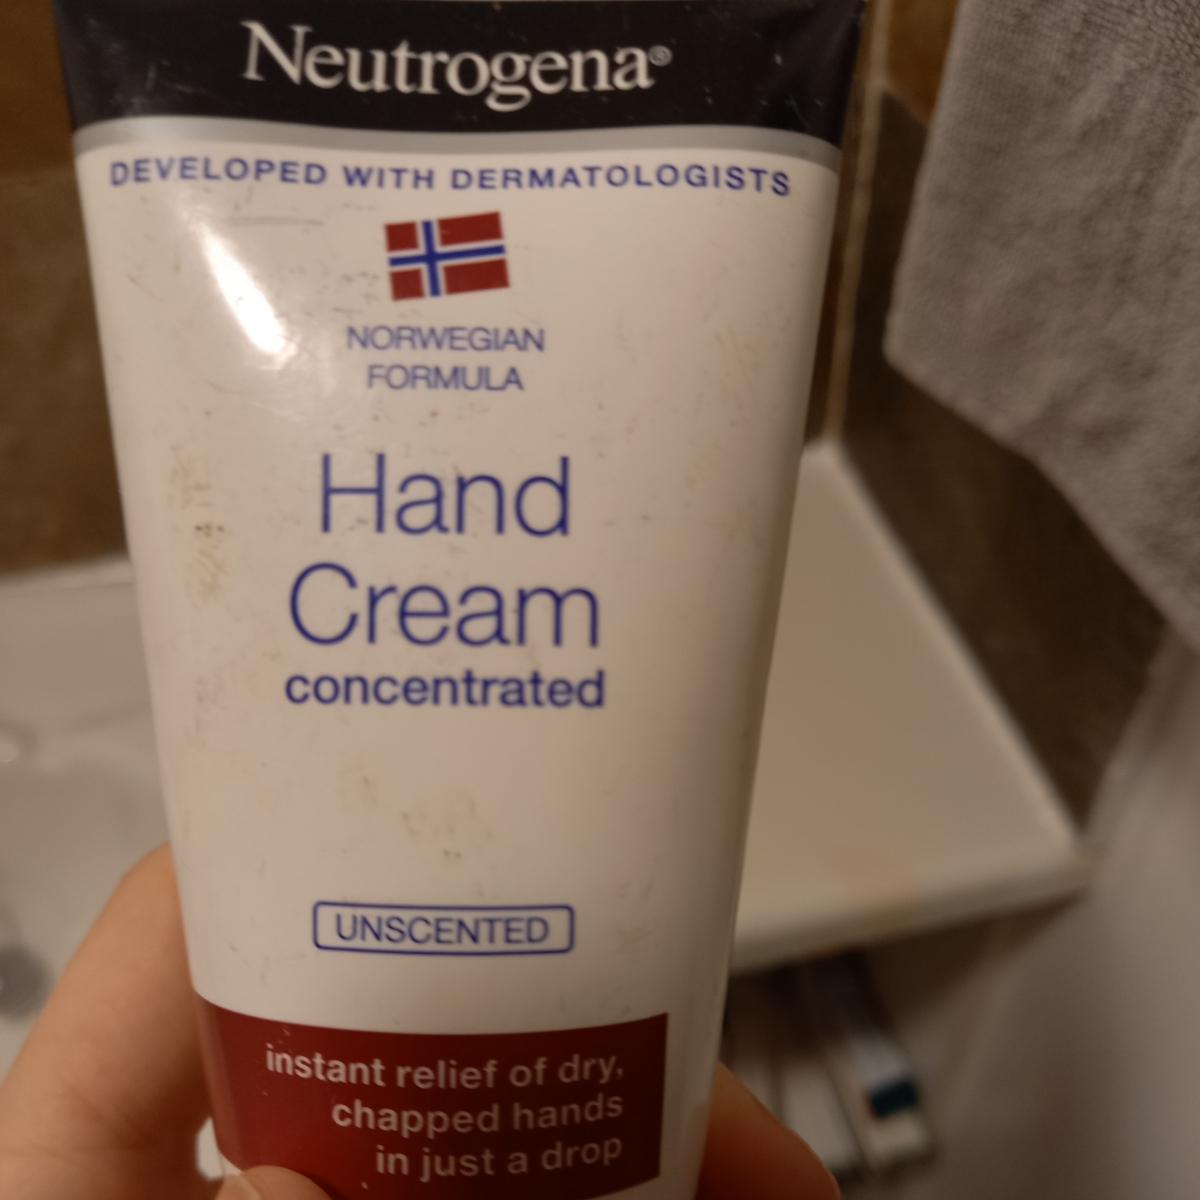 Neutrogena®
DEVELOPED WITH DERMATOLOGISTS
NORWEGIAN
FORMULA
Hand
Cream
concentrated
UNSCENTED
instant relief of dry,
chapped hands
in just a drop